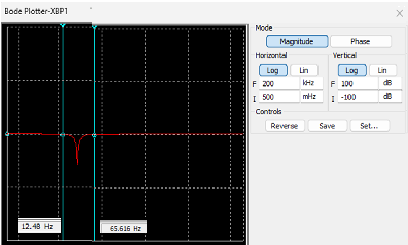 Bode Plotter-XBP1
Mode
Magnitude
Phase
Horizontal
Vertical
Log
Lin
Log
Lin
F
200
kHz
F
100
dB
I
500
mHz
I
-100
dB
Controls
Reverse
Save
Set...
12.48 Hz
65.616 Hz